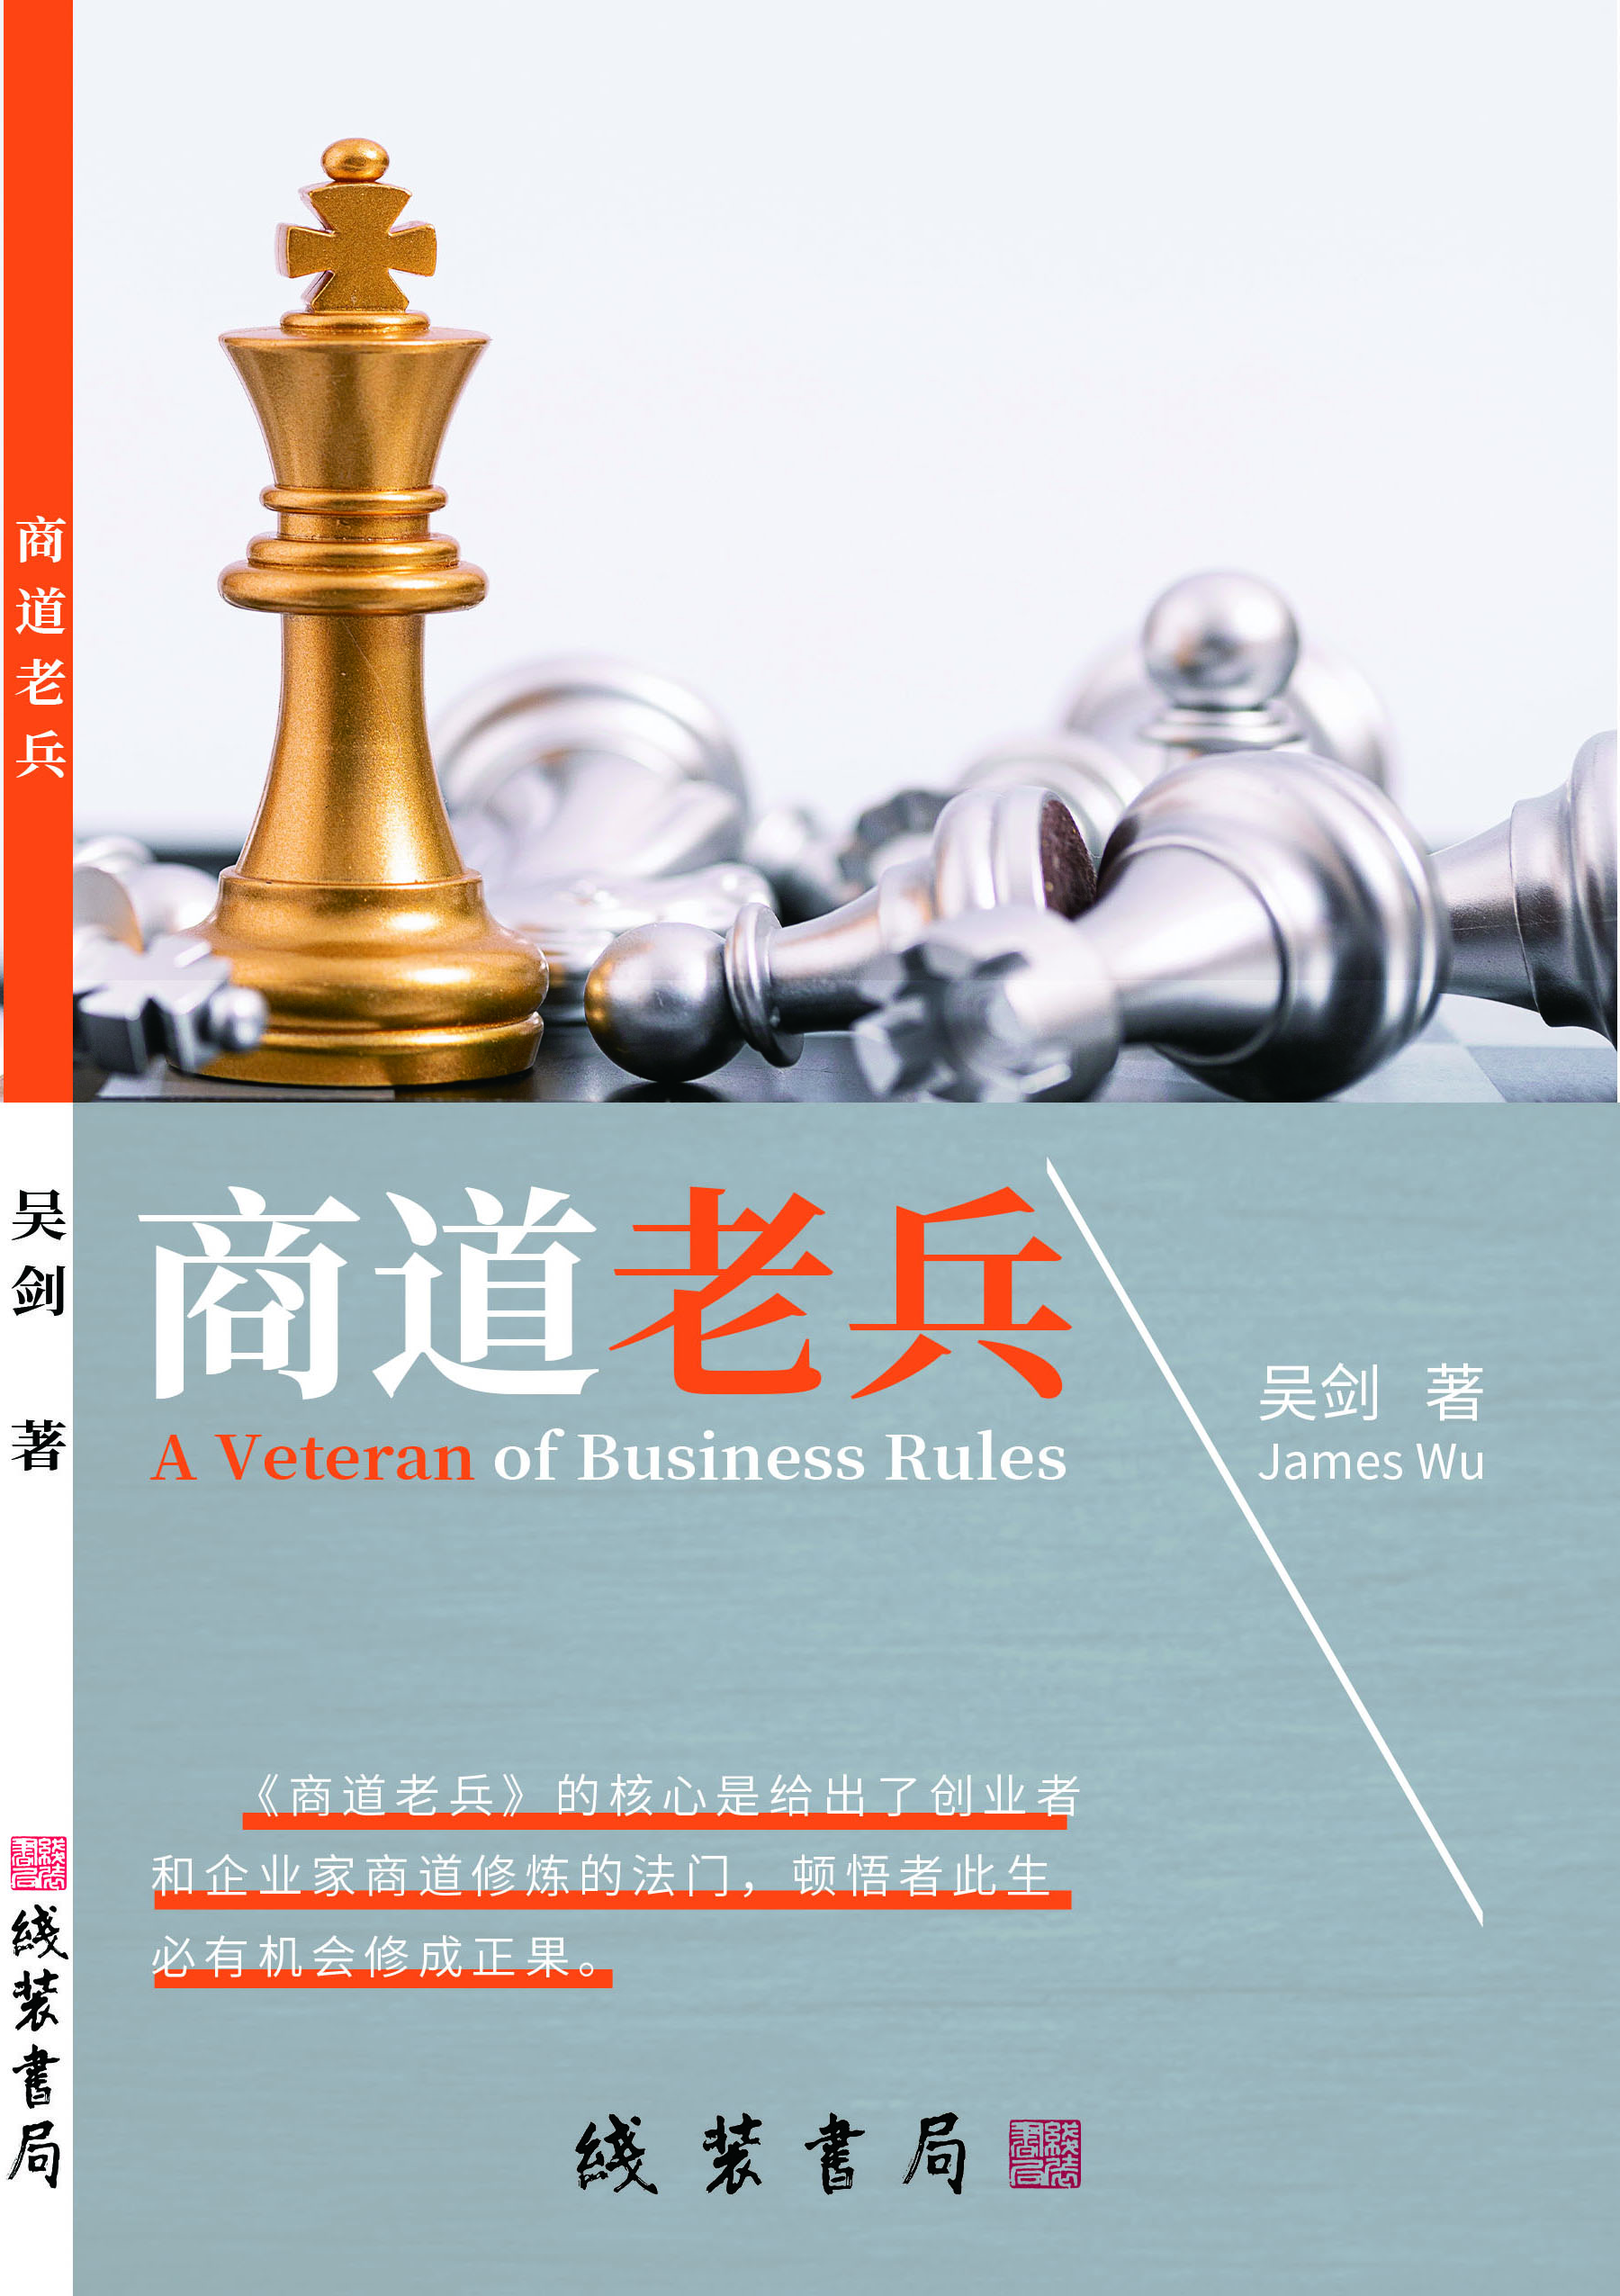 商道老兵
吴剑 著
綫装書局
商道老兵
A Veteran of Business Rules
吴剑 著
James Wu
《商道老兵》的核心是给出了创业者
和企业家商道修炼的法门，顿悟者此生
必有机会修成正果。
綫装書局